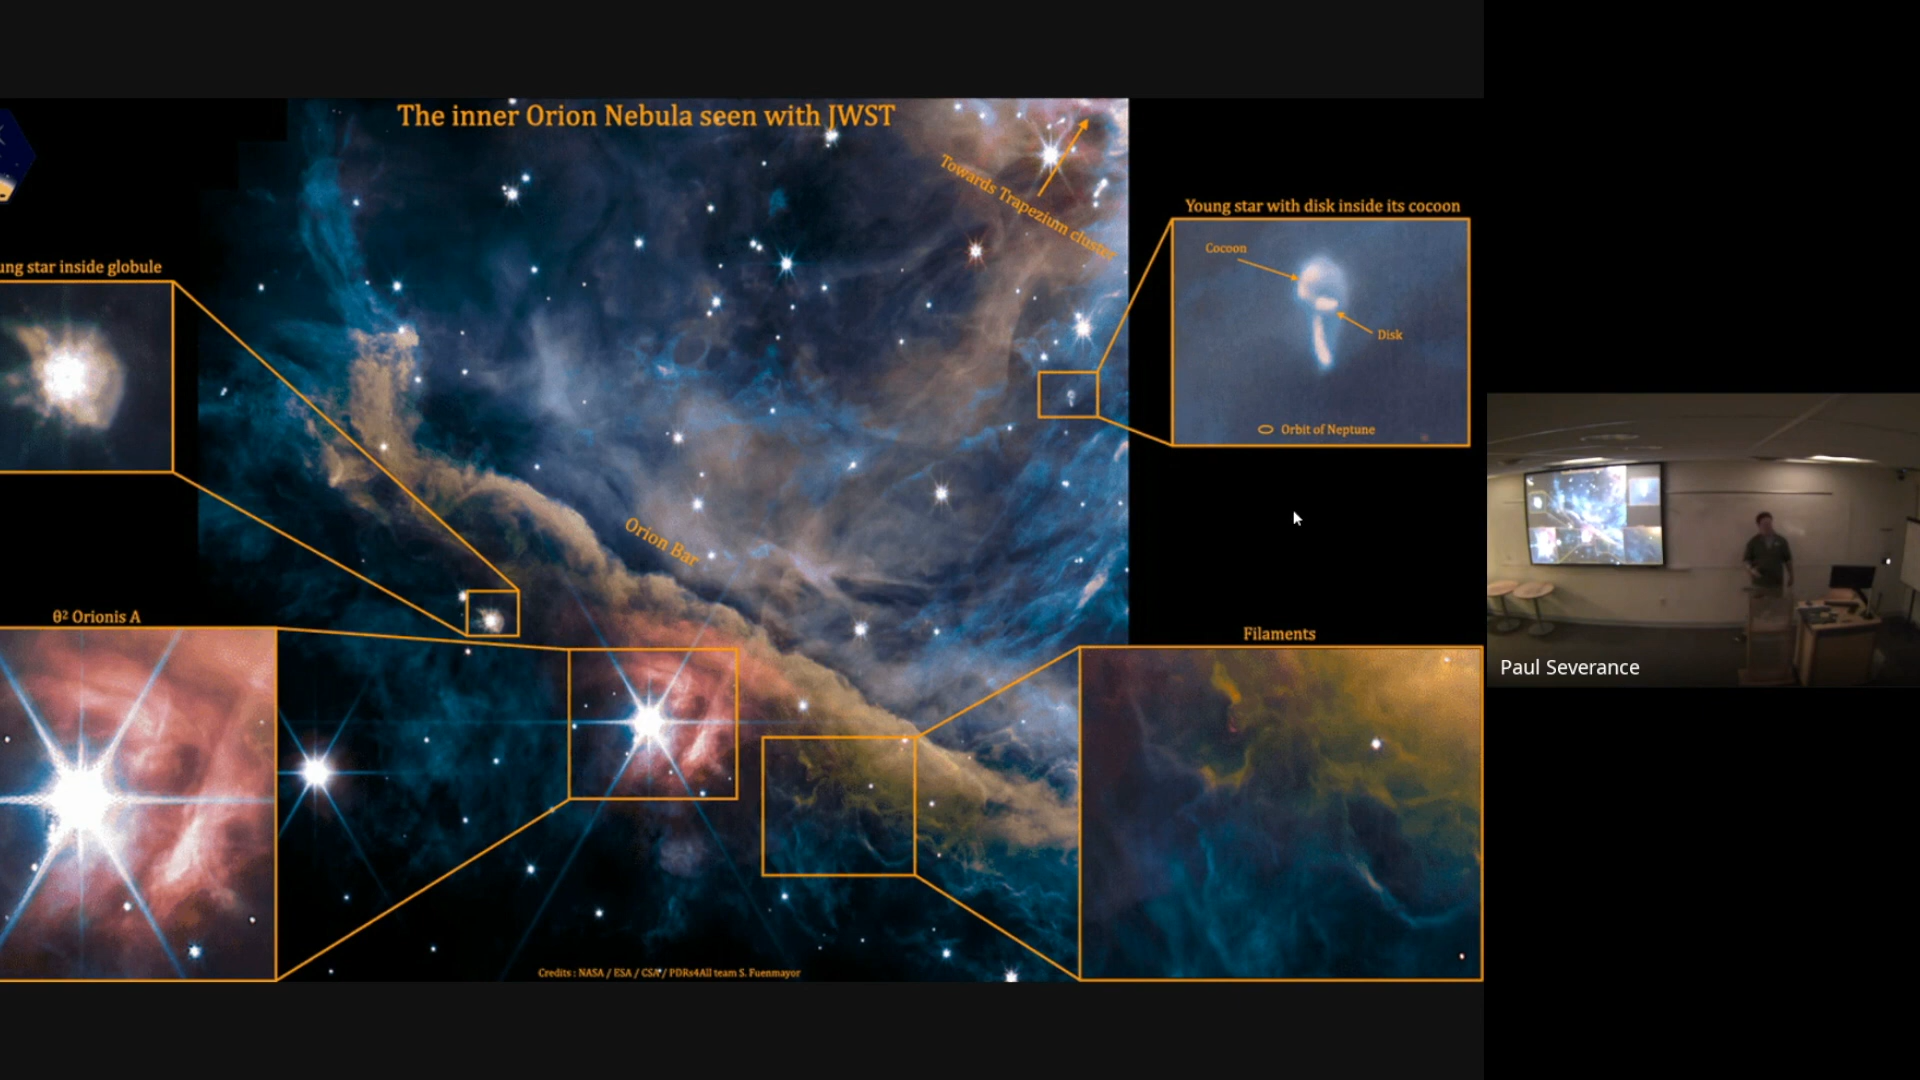 The inner Orion Nebula seen with JWST
Towards Trapezium cluster
Young star with disk inside its cocoon
Cocoon
Disk
Orbit of Neptune
ung star inside globule
Orion Bar
θ² Orionis A
Filaments
Paul Severance
Credits : NASA / ESA / CSA / PDRs4All team S. Fuenmayor